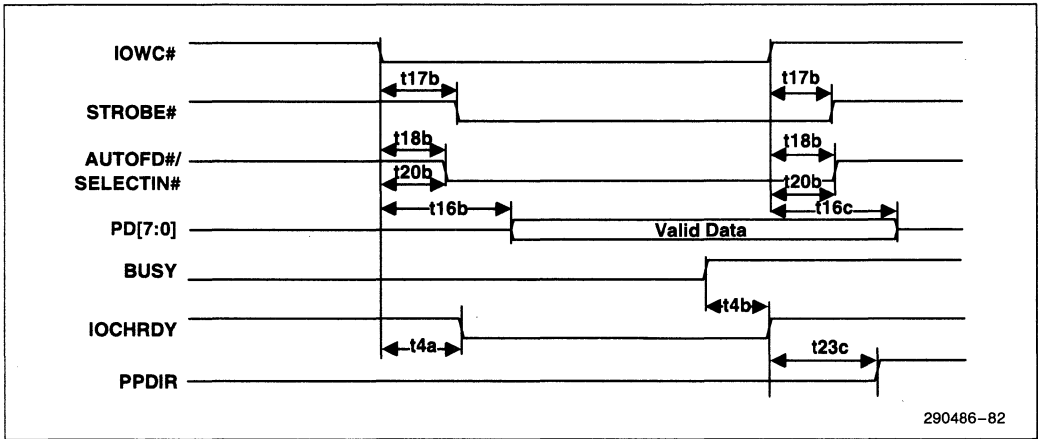 IOWC#
t17b t17b
STROBE#
t18b t18b
AUTOFD#/
SELECTIN#
t20b t20b
t16b t16c
PD[7:0] Valid Data
BUSY
t4b
IOCHRDY
t4a t23c
PPDIR
290486-82